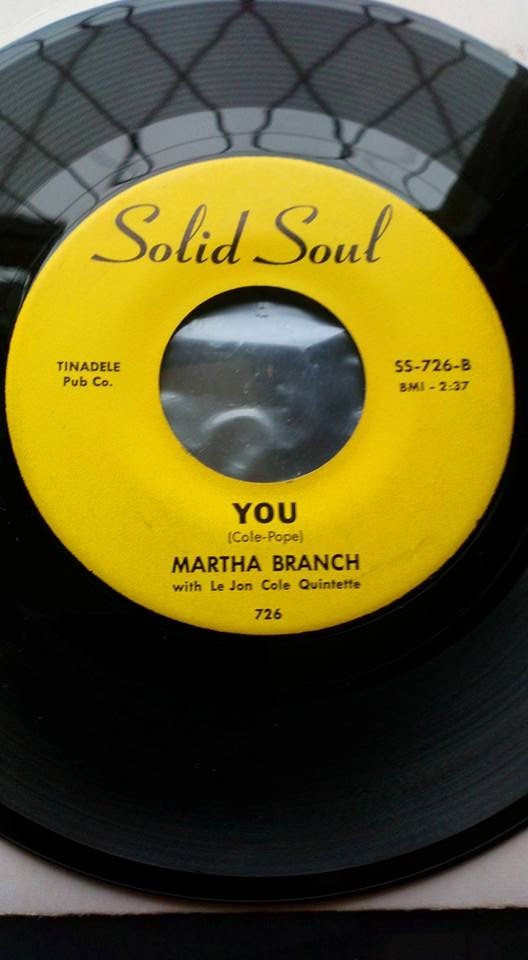 Solid Soul
TINADELE
Pub Co.
SS-726-B
BMI - 2:37
YOU
(Cole-Pope)
MARTHA BRANCH
with Le Jon Cole Quintette
726